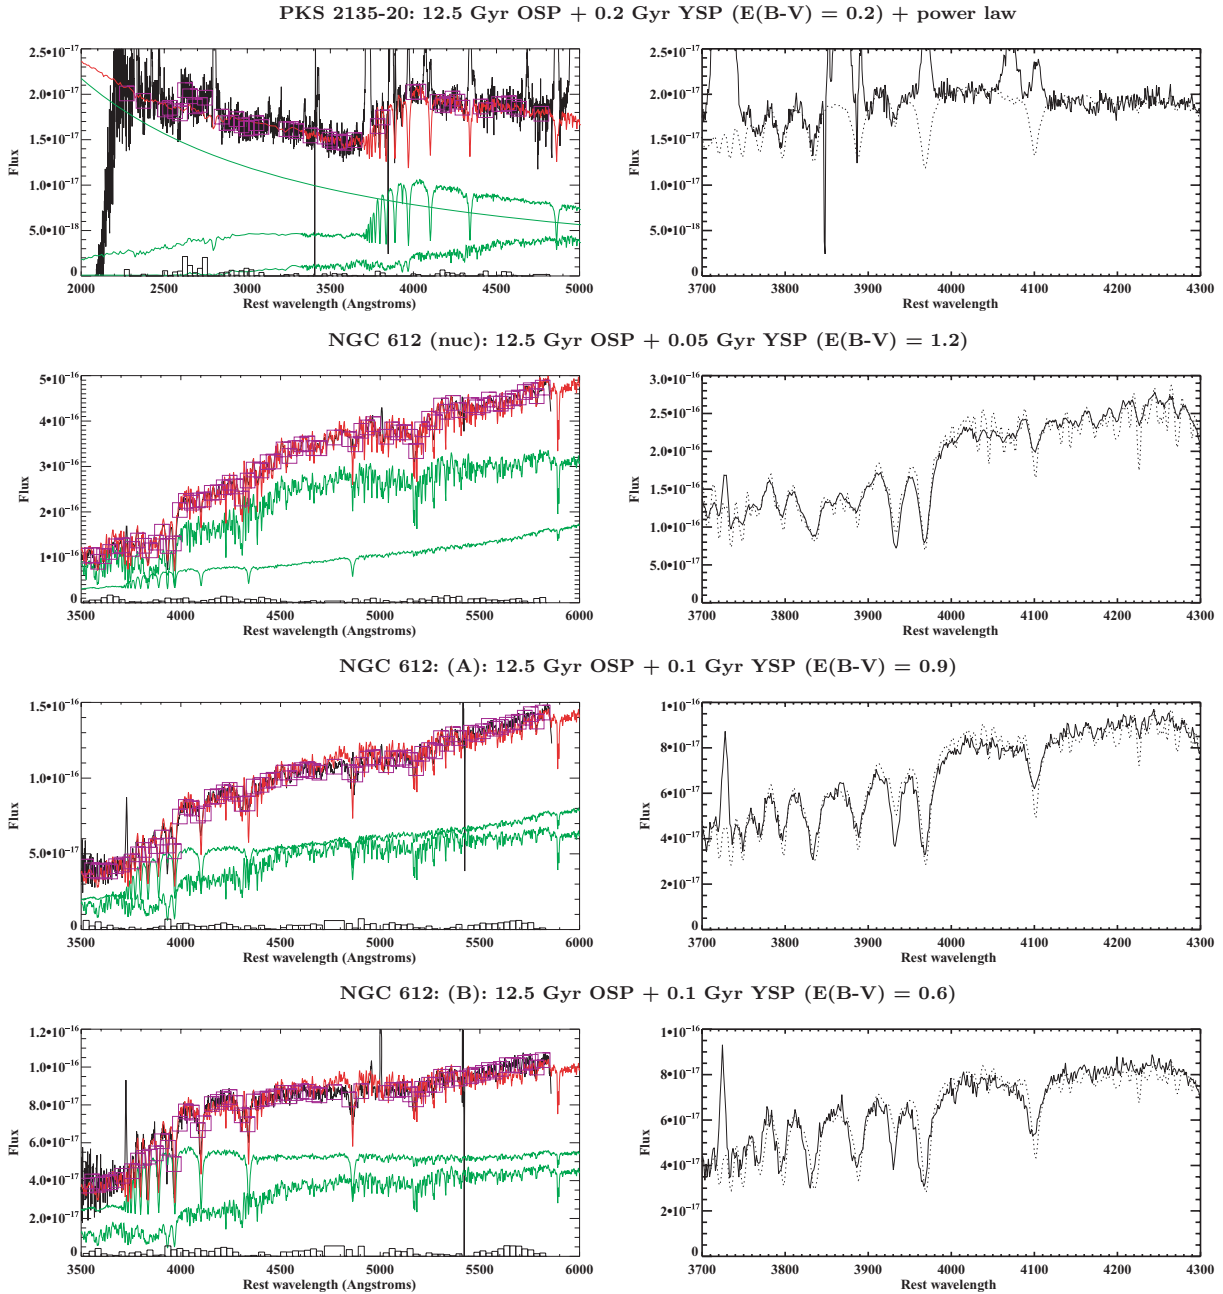 PKS 2135-20: 12.5 Gyr OSP + 0.2 Gyr YSP (E(B-V) = 0.2) + power law
Flux
2.5•10⁻¹⁷
2.0•10⁻¹⁷
1.5•10⁻¹⁷
1.0•10⁻¹⁷
5.0•10⁻¹⁸
0
2000 2500 3000 3500 4000 4500 5000
Rest wavelength (Angstroms)
Flux
2.5•10⁻¹⁷
2.0•10⁻¹⁷
1.5•10⁻¹⁷
1.0•10⁻¹⁷
5.0•10⁻¹⁸
0
3700 3800 3900 4000 4100 4200 4300
Rest wavelength
NGC 612 (nuc): 12.5 Gyr OSP + 0.05 Gyr YSP (E(B-V) = 1.2)
Flux
5•10⁻¹⁶
4•10⁻¹⁶
3•10⁻¹⁶
2•10⁻¹⁶
1•10⁻¹⁶
0
3500 4000 4500 5000 5500 6000
Rest wavelength (Angstroms)
Flux
3.0•10⁻¹⁶
2.5•10⁻¹⁶
2.0•10⁻¹⁶
1.5•10⁻¹⁶
1.0•10⁻¹⁶
5.0•10⁻¹⁷
0
3700 3800 3900 4000 4100 4200 4300
Rest wavelength
NGC 612: (A): 12.5 Gyr OSP + 0.1 Gyr YSP (E(B-V) = 0.9)
Flux
1.5•10⁻¹⁶
1.0•10⁻¹⁶
5.0•10⁻¹⁷
0
3500 4000 4500 5000 5500 6000
Rest wavelength (Angstroms)
Flux
1•10⁻¹⁶
8•10⁻¹⁷
6•10⁻¹⁷
4•10⁻¹⁷
2•10⁻¹⁷
0
3700 3800 3900 4000 4100 4200 4300
Rest wavelength
NGC 612: (B): 12.5 Gyr OSP + 0.1 Gyr YSP (E(B-V) = 0.6)
Flux
1.2•10⁻¹⁶
1.0•10⁻¹⁶
8.0•10⁻¹⁷
6.0•10⁻¹⁷
4.0•10⁻¹⁷
2.0•10⁻¹⁷
0
3500 4000 4500 5000 5500 6000
Rest wavelength (Angstroms)
Flux
1•10⁻¹⁶
8•10⁻¹⁷
6•10⁻¹⁷
4•10⁻¹⁷
2•10⁻¹⁷
0
3700 3800 3900 4000 4100 4200 4300
Rest wavelength